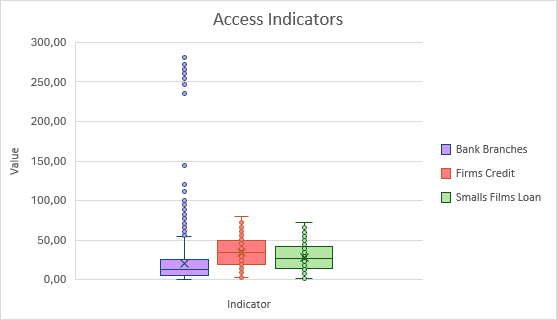 Access Indicators
300,00
250,00
200,00
150,00
100,00
50,00
0,00
Value
Indicator
Bank Branches
Firms Credit
Smalls Films Loan